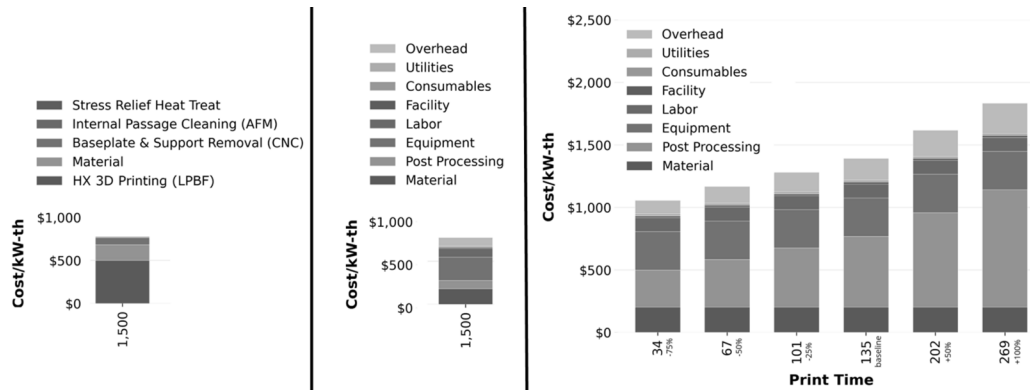 Stress Relief Heat Treat
Internal Passage Cleaning (AFM)
Baseplate & Support Removal (CNC)
Material
HX 3D Printing (LPBF)
Cost/kW-th
$1,000
$500
$0
1,500
Overhead
Utilities
Consumables
Facility
Labor
Equipment
Post Processing
Material
Cost/kW-th
$1,000
$500
$0
1,500
Cost/kW-th
$2,500
$2,000
$1,500
$1,000
$500
$0
Overhead
Utilities
Consumables
Facility
Labor
Equipment
Post Processing
Material
34 -75%
67 -50%
101 -25%
135 baseline
202 +50%
269 +100%
Print Time